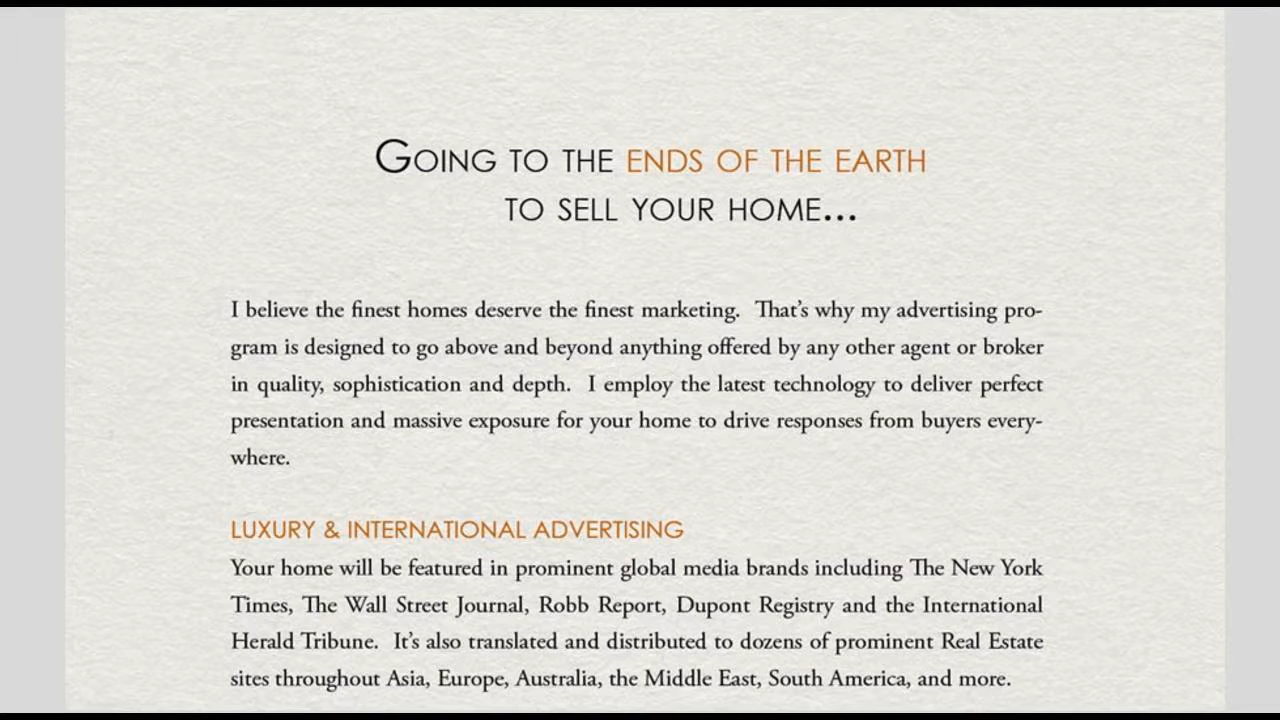 GOING TO THE ENDS OF THE EARTH
TO SELL YOUR HOME...
I believe the finest homes deserve the finest marketing. That's why my advertising pro-
gram is designed to go above and beyond anything offered by any other agent or broker
in quality, sophistication and depth. I employ the latest technology to deliver perfect
presentation and massive exposure for your home to drive responses from buyers every-
where.
LUXURY & INTERNATIONAL ADVERTISING
Your home will be featured in prominent global media brands including The New York
Times, The Wall Street Journal, Robb Report, Dupont Registry and the International
Herald Tribune. It's also translated and distributed to dozens of prominent Real Estate
sites throughout Asia, Europe, Australia, the Middle East, South America, and more.